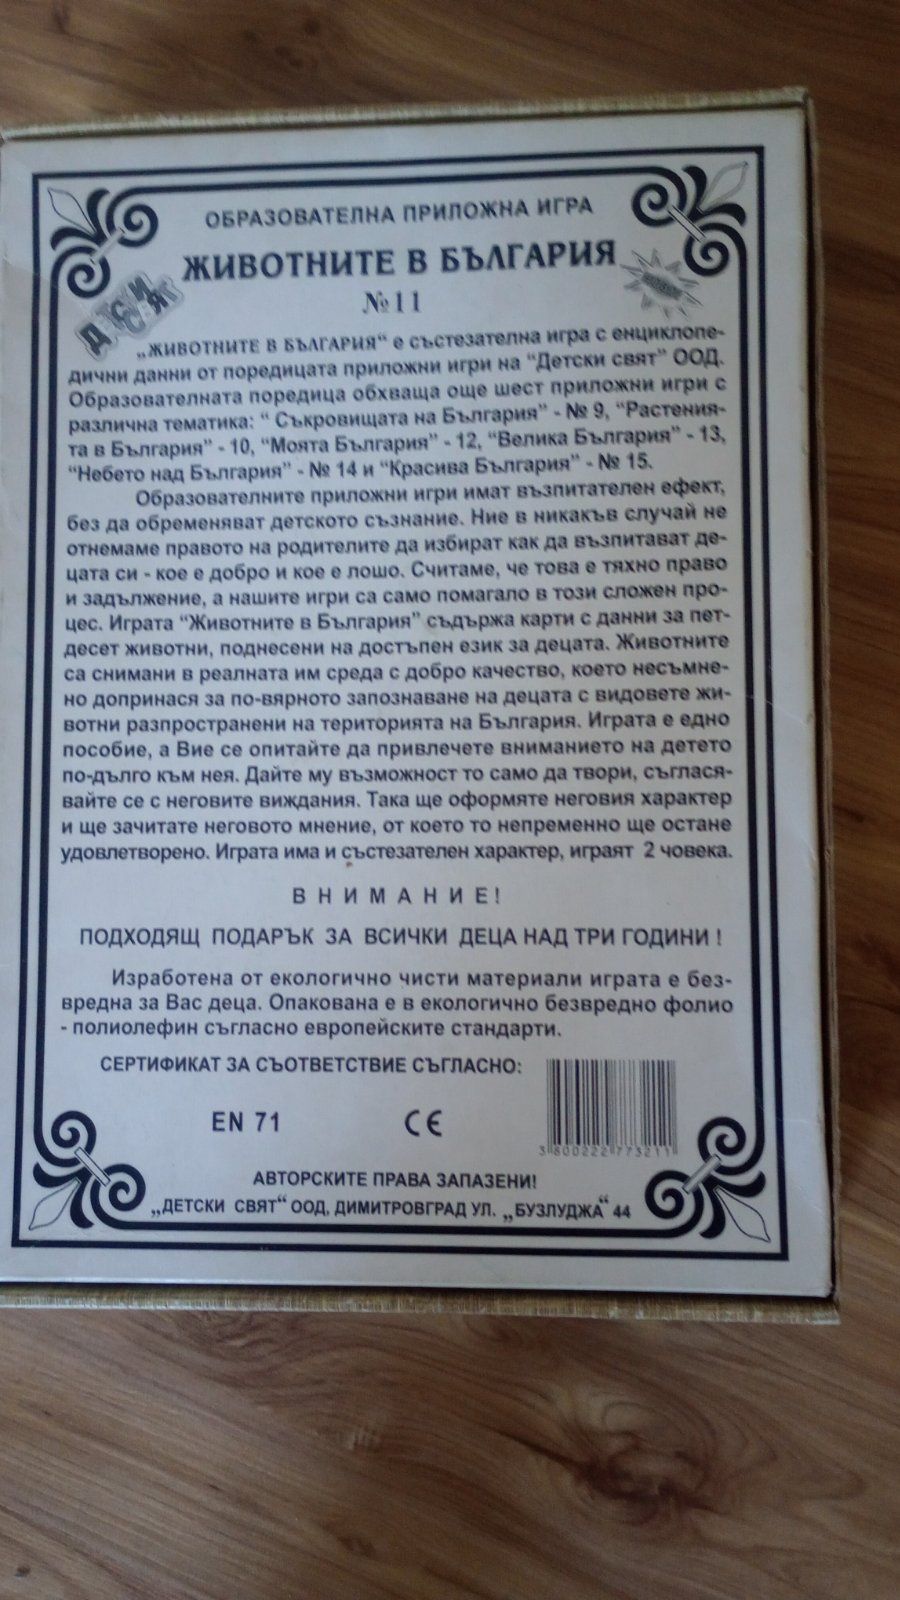 ОБРАЗОВАТЕЛНА ПРИЛОЖНА ИГРА
ЖИВОТНИТЕ В БЪЛГАРИЯ
№11
„ЖИВОТНИТЕ В БЪЛГАРИЯ“ е състезателна игра с енциклопе-
дични данни от поредицата приложни игри на “Детски свят” ООД.
Образователната поредица обхваща още шест приложни игри с
различна тематика: “ Съкровищата на България” - № 9, “Растения-
та в България” - 10, “Моята България” - 12, “Велика България” - 13,
“Небето над България” - № 14 и “Красива България” - № 15.
Образователните приложни игри имат възпитателен ефект,
без да обременяват детското съзнание. Ние в никакъв случай не
отнемаме правото на родителите да избират как да възпитават де-
цата си - кое е добро и кое е лошо. Считаме, че това е тяхно право
и задължение, а нашите игри са само помагало в този сложен про-
цес. Играта “Животните в България” съдържа карти с данни за пет-
десет животни, поднесени на достъпен език за децата. Животните
са снимани в реалната им среда с добро качество, което несъмне-
но допринася за по-вярното запознаване на децата с видовете жи-
вотни разпространени на територията на България. Играта е едно
пособие, а Вие се опитайте да привлечете вниманието на детето
по-дълго към нея. Дайте му възможност то само да твори, съглася-
вайте се с неговите виждания. Така ще оформяте неговия характер
и ще зачитате неговото мнение, от което то непременно ще остане
удовлетворено. Играта има и състезателен характер, играят 2 човека.
В Н И М А Н И Е !
ПОДХОДЯЩ ПОДАРЪК ЗА ВСИЧКИ ДЕЦА НАД ТРИ ГОДИНИ !
Изработена от екологично чисти материали играта е без-
вредна за Вас деца. Опакована е в екологично безвредно фолио
- полиолефин съгласно европейските стандарти.
СЕРТИФИКАТ ЗА СЪОТВЕТСТВИЕ СЪГЛАСНО:
EN 71 CE
3800222773211
АВТОРСКИТЕ ПРАВА ЗАПАЗЕНИ!
„ДЕТСКИ СВЯТ“ ООД, ДИМИТРОВГРАД УЛ. „БУЗЛУДЖА“ 44